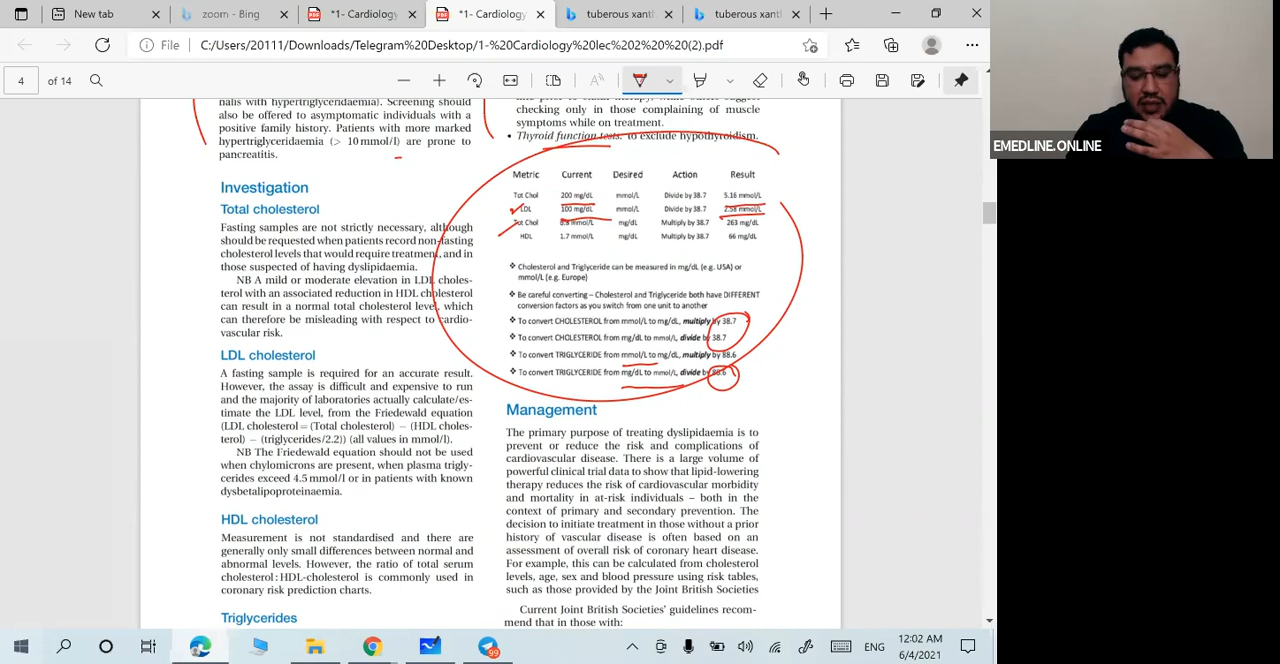 New tab
zoom - Bing
*1- Cardiology
*1- Cardiology
tuberous xanth
tuberous xanth
File
C:/Users/20111/Downloads/Telegram%20Desktop/1-%20Cardiology%20lec%202%20%20(2).pdf
4 of 14
nalis with hypertriglyceridaemia). Screening should
also be offered to asymptomatic individuals with a
positive family history. Patients with more marked
hypertriglyceridaemia (> 10 mmol/l) are prone to
pancreatitis.
Investigation
Total cholesterol
Fasting samples are not strictly necessary, although
should be requested when patients record non-fasting
cholesterol levels that would require treatment, and in
those suspected of having dyslipidaemia.
NB A mild or moderate elevation in LDL choles-
terol with an associated reduction in HDL cholesterol
can result in a normal total cholesterol level, which
can therefore be misleading with respect to cardio-
vascular risk.
LDL cholesterol
A fasting sample is required for an accurate result.
However, the assay is difficult and expensive to run
and the majority of laboratories actually calculate/es-
timate the LDL level, from the Friedewald equation
(LDL cholesterol = (Total cholesterol) − (HDL choles-
terol) − (triglycerides/2.2)) (all values in mmol/l).
NB The Friedewald equation should not be used
when chylomicrons are present, when plasma trigly-
cerides exceed 4.5 mmol/l or in patients with known
dysbetalipoproteinaemia.
HDL cholesterol
Measurement is not standardised and there are
generally only small differences between normal and
abnormal levels. However, the ratio of total serum
cholesterol : HDL-cholesterol is commonly used in
coronary risk prediction charts.
Triglycerides
checking only in those complaining of muscle
symptoms while on treatment.
• Thyroid function tests: to exclude hypothyroidism.
Metric Current Desired Action Result
Tot Chol 200 mg/dL mmol/L Divide by 38.7 5.16 mmol/L
LDL 100 mg/dL mmol/L Divide by 38.7 2.58 mmol/L
Tot Chol 6.8 mmol/L mg/dL Multiply by 38.7 263 mg/dL
HDL 1.7 mmol/L mg/dL Multiply by 38.7 66 mg/dL
❖ Cholesterol and Triglyceride can be measured in mg/dL (e.g. USA) or
mmol/L (e.g. Europe)
❖ Be careful converting – Cholesterol and Triglyceride both have DIFFERENT
conversion factors as you switch from one unit to another
❖ To convert CHOLESTEROL from mmol/L to mg/dL, multiply by 38.7
❖ To convert CHOLESTEROL from mg/dL to mmol/L, divide by 38.7
❖ To convert TRIGLYCERIDE from mmol/L to mg/dL, multiply by 88.6
❖ To convert TRIGLYCERIDE from mg/dL to mmol/L, divide by 88.6
Management
The primary purpose of treating dyslipidaemia is to
prevent or reduce the risk and complications of
cardiovascular disease. There is a large volume of
powerful clinical trial data to show that lipid-lowering
therapy reduces the risk of cardiovascular morbidity
and mortality in at-risk individuals – both in the
context of primary and secondary prevention. The
decision to initiate treatment in those without a prior
history of vascular disease is often based on an
assessment of overall risk of coronary heart disease.
For example, this can be calculated from cholesterol
levels, age, sex and blood pressure using risk tables,
such as those provided by the Joint British Societies
Current Joint British Societies' guidelines recom-
mend that in those with:
EMEDLINE.ONLINE
99
ENG
12:02 AM
6/4/2021